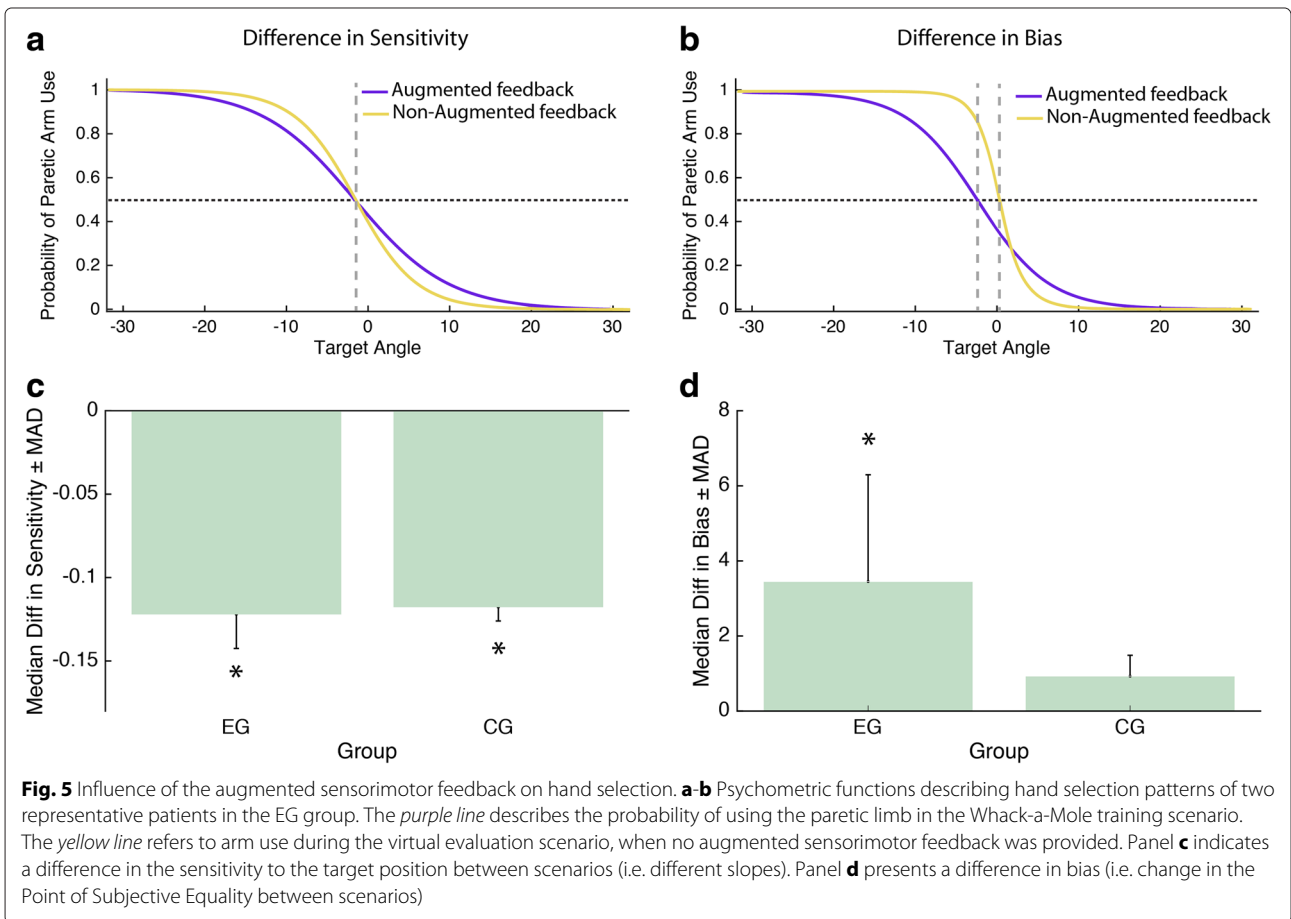 a
Difference in Sensitivity
Probability of Paretic Arm Use
1
0.8
0.6
0.4
0.2
0
Augmented feedback
Non-Augmented feedback
-30 -20 -10 0 10 20 30
Target Angle
b
Difference in Bias
Probability of Paretic Arm Use
1
0.8
0.6
0.4
0.2
0
Augmented feedback
Non-Augmented feedback
-30 -20 -10 0 10 20 30
Target Angle
c
Median Diff in Sensitivity ± MAD
0
-0.05
-0.1
-0.15
*
*
EG CG
Group
d
Median Diff in Bias ± MAD
8
6
4
2
0
*
EG CG
Group
Fig. 5 Influence of the augmented sensorimotor feedback on hand selection. a-b Psychometric functions describing hand selection patterns of two
representative patients in the EG group. The purple line describes the probability of using the paretic limb in the Whack-a-Mole training scenario.
The yellow line refers to arm use during the virtual evaluation scenario, when no augmented sensorimotor feedback was provided. Panel c indicates
a difference in the sensitivity to the target position between scenarios (i.e. different slopes). Panel d presents a difference in bias (i.e. change in the
Point of Subjective Equality between scenarios)